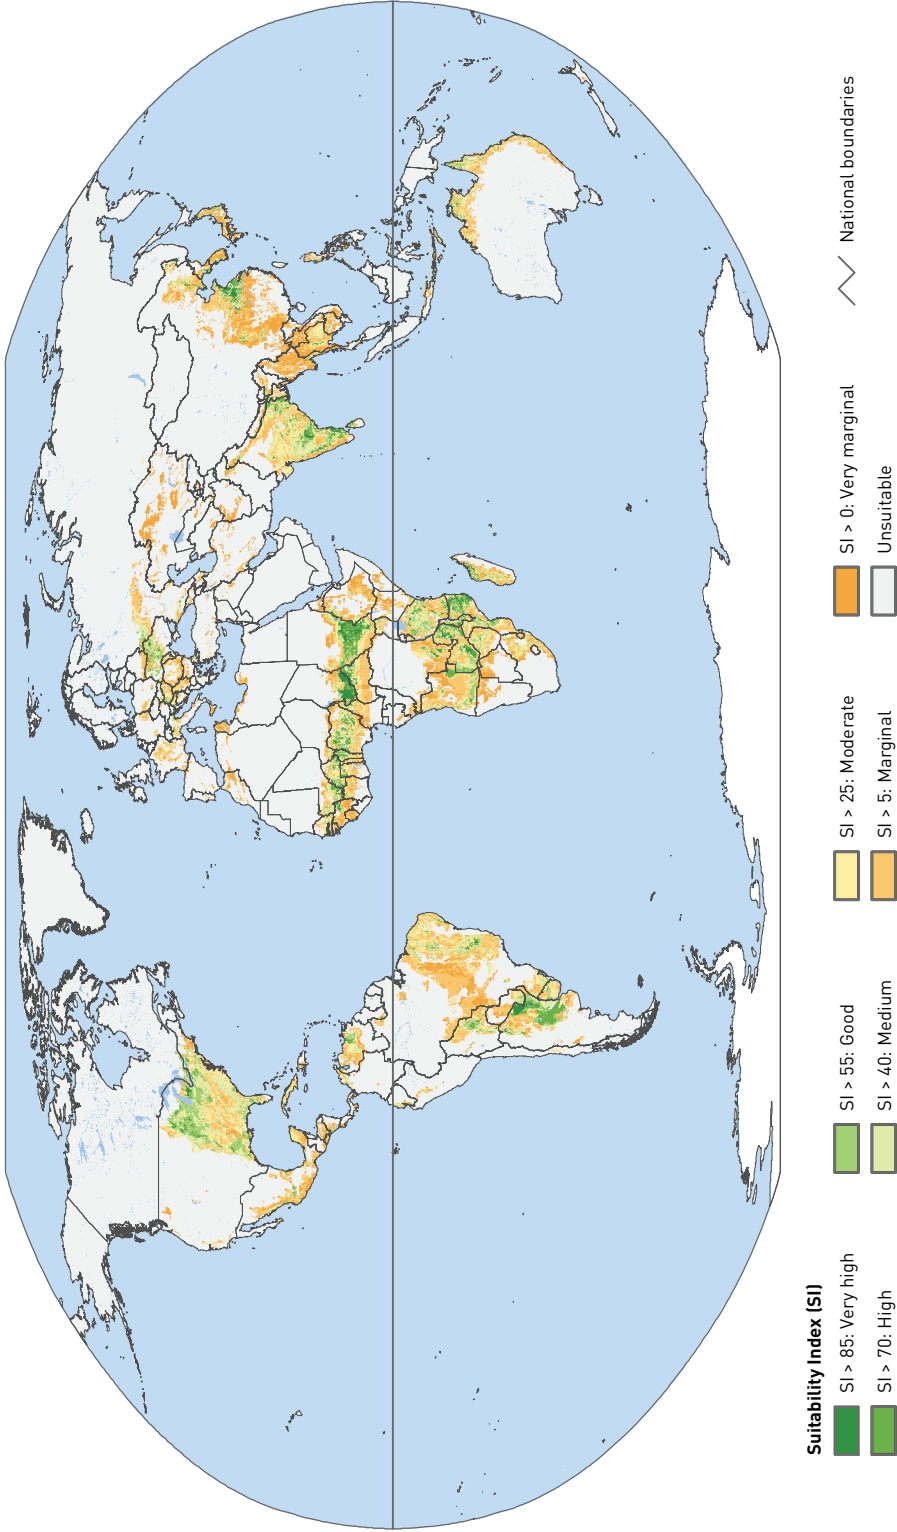 Suitability Index (SI)
SI > 85: Very high
SI > 70: High
SI > 55: Good
SI > 40: Medium
SI > 25: Moderate
SI > 5: Marginal
SI > 0: Very marginal
Unsuitable
National boundaries